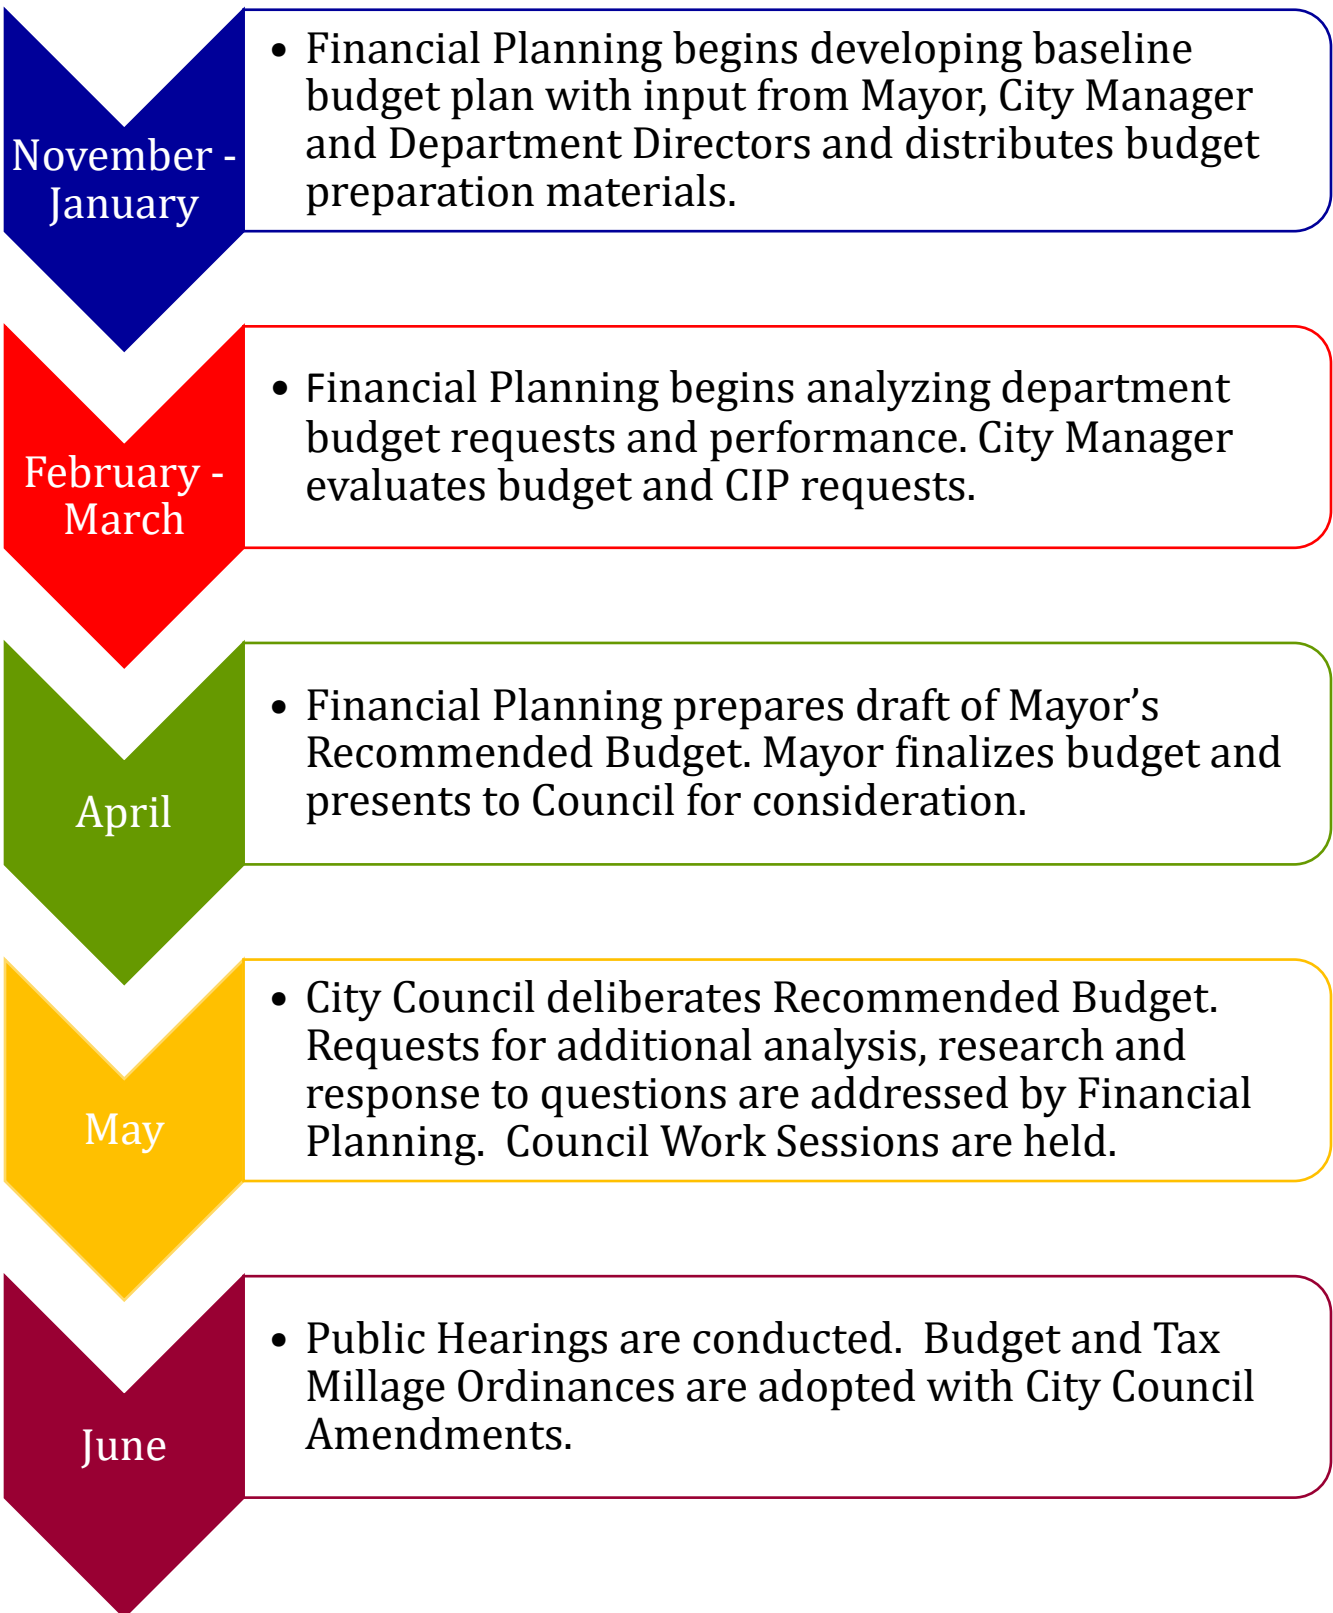 November -
January
• Financial Planning begins developing baseline
budget plan with input from Mayor, City Manager
and Department Directors and distributes budget
preparation materials.
February -
March
• Financial Planning begins analyzing department
budget requests and performance. City Manager
evaluates budget and CIP requests.
April
• Financial Planning prepares draft of Mayor’s
Recommended Budget. Mayor finalizes budget and
presents to Council for consideration.
May
• City Council deliberates Recommended Budget.
Requests for additional analysis, research and
response to questions are addressed by Financial
Planning.  Council Work Sessions are held.
June
• Public Hearings are conducted.  Budget and Tax
Millage Ordinances are adopted with City Council
Amendments.